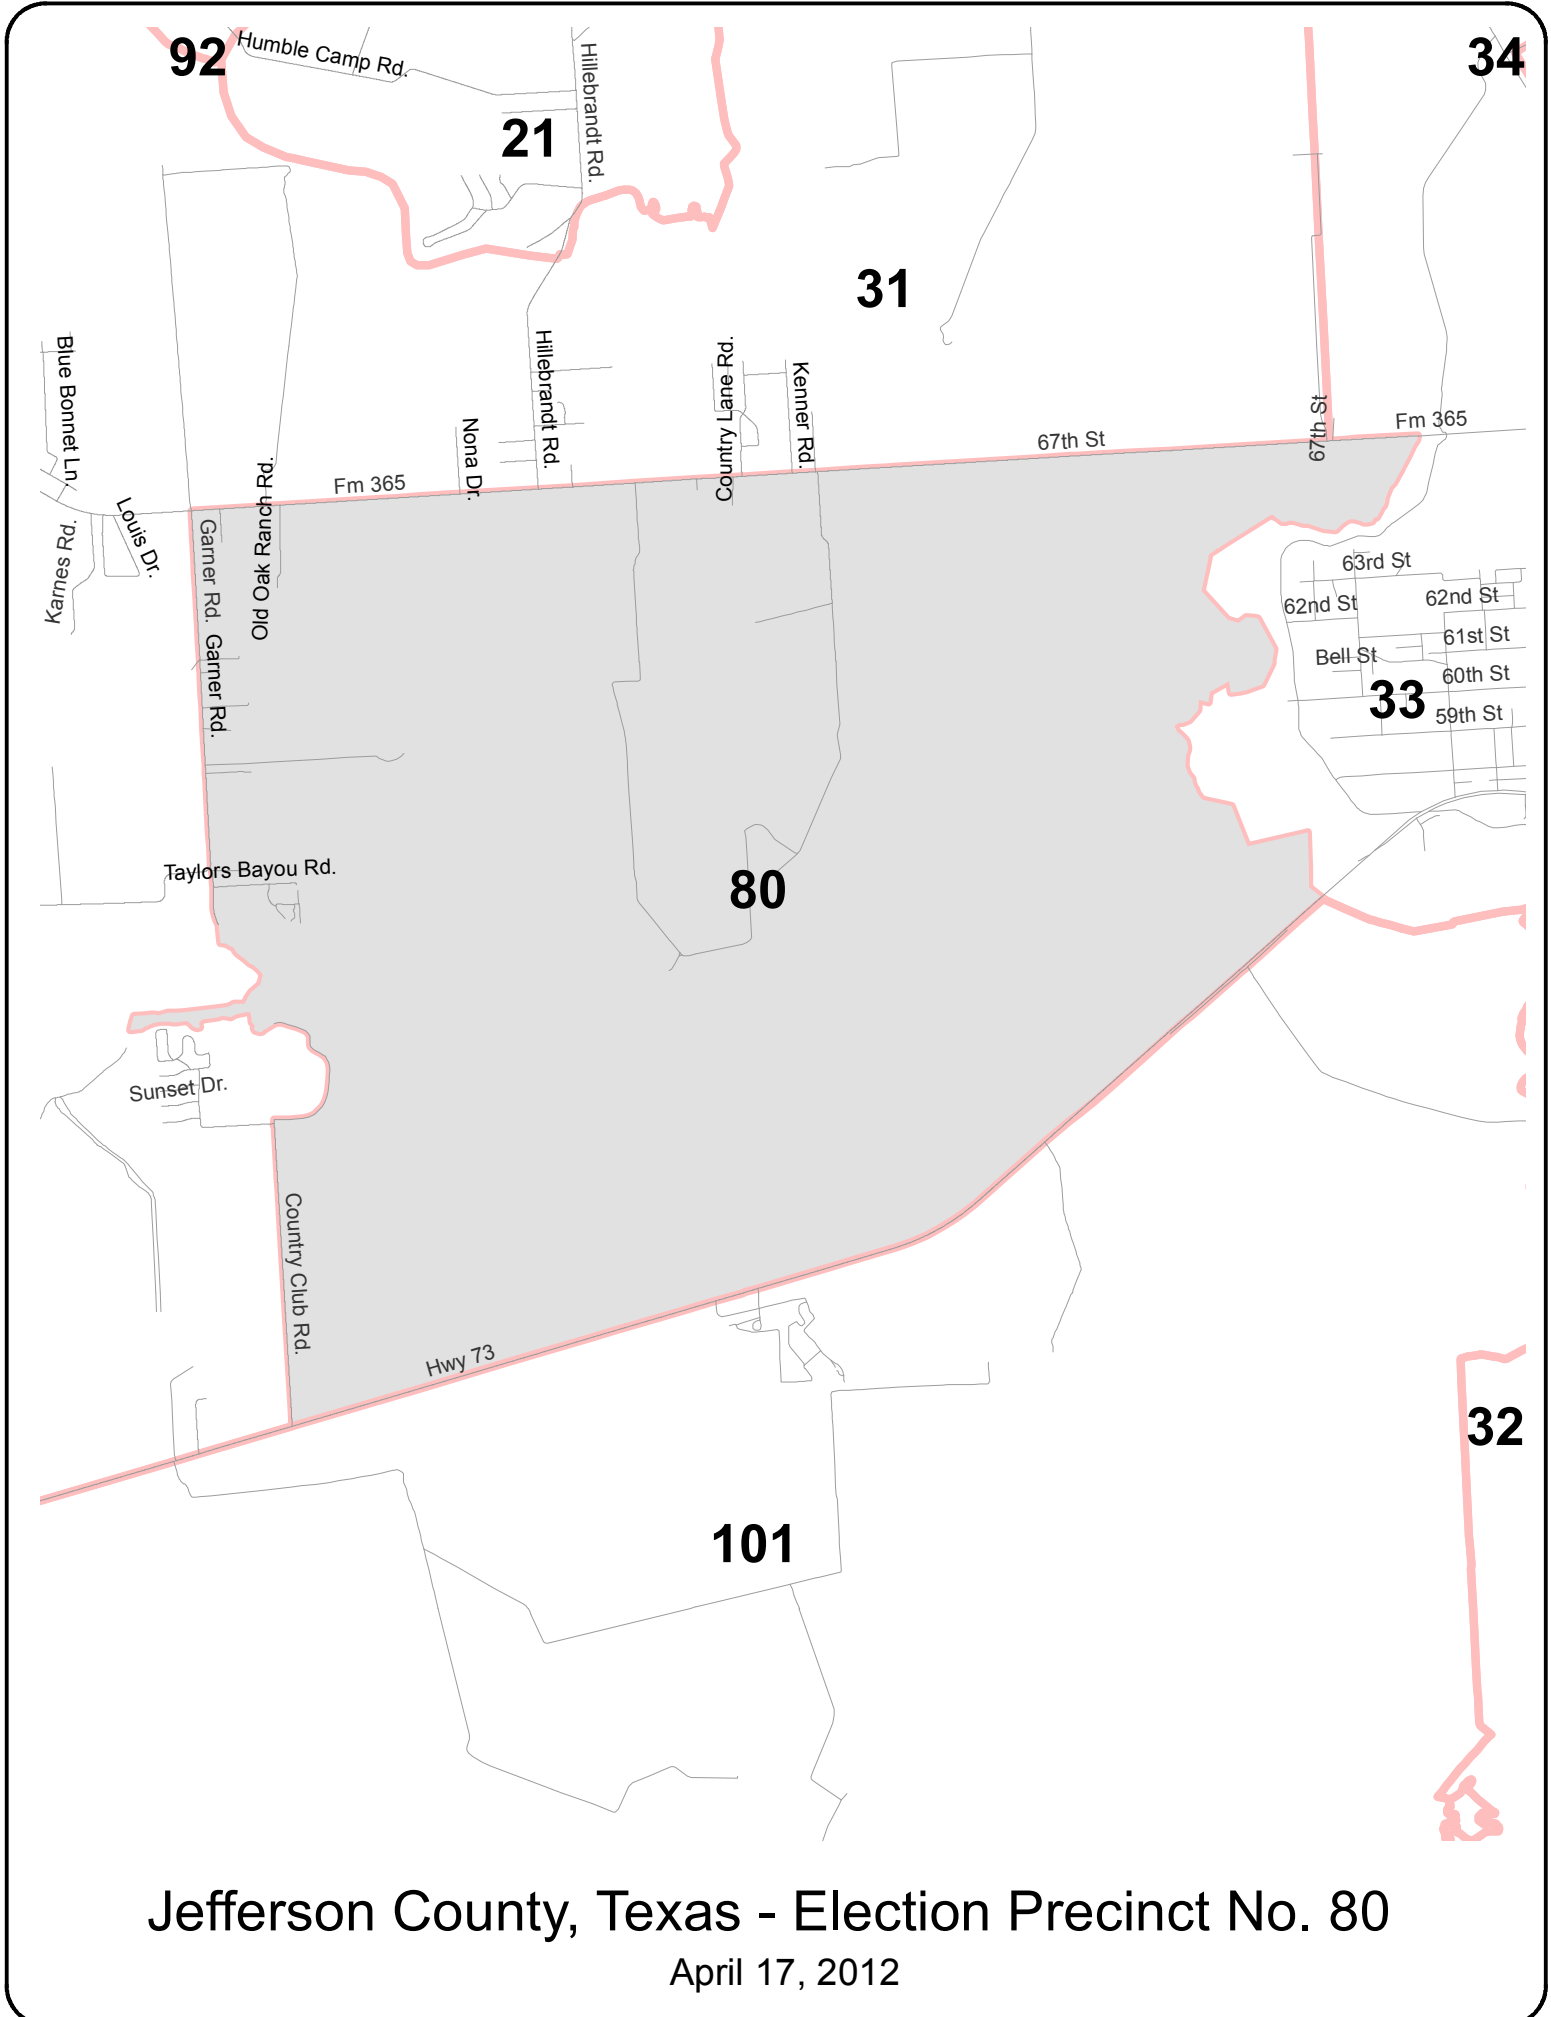 92
Humble Camp Rd.
Hillebrandt Rd.
34
21
31
Blue Bonnet Ln.
Hillebrandt Rd.
Country Lane Rd.
Kenner Rd.
Nona Dr.
67th St
67th St
Fm 365
Fm 365
Old Oak Ranch Rd.
Louis Dr.
Karnes Rd.
Garner Rd.
Garner Rd.
63rd St
62nd St
62nd St
61st St
Bell St
60th St
33
59th St
Taylors Bayou Rd.
80
Sunset Dr.
Country Club Rd.
Hwy 73
32
101
Jefferson County, Texas - Election Precinct No. 80
April 17, 2012